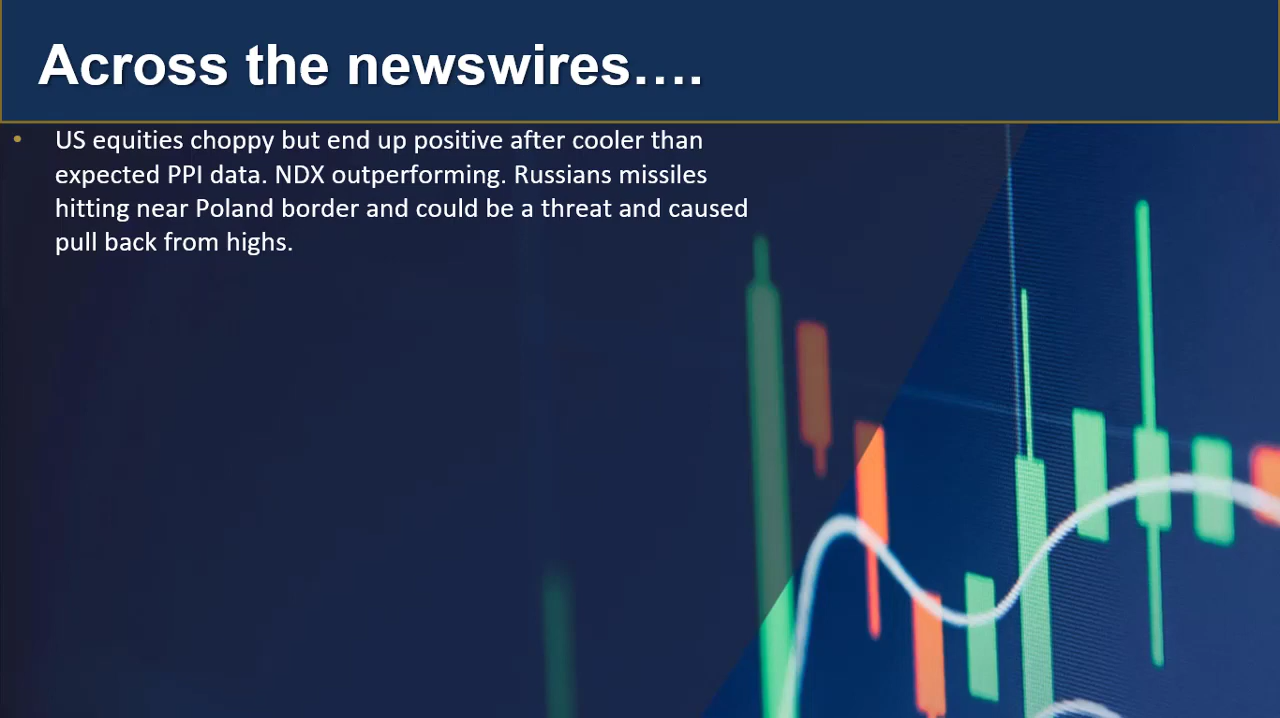 Across the newswires….
• US equities choppy but end up positive after cooler than
expected PPI data. NDX outperforming. Russians missiles
hitting near Poland border and could be a threat and caused
pull back from highs.